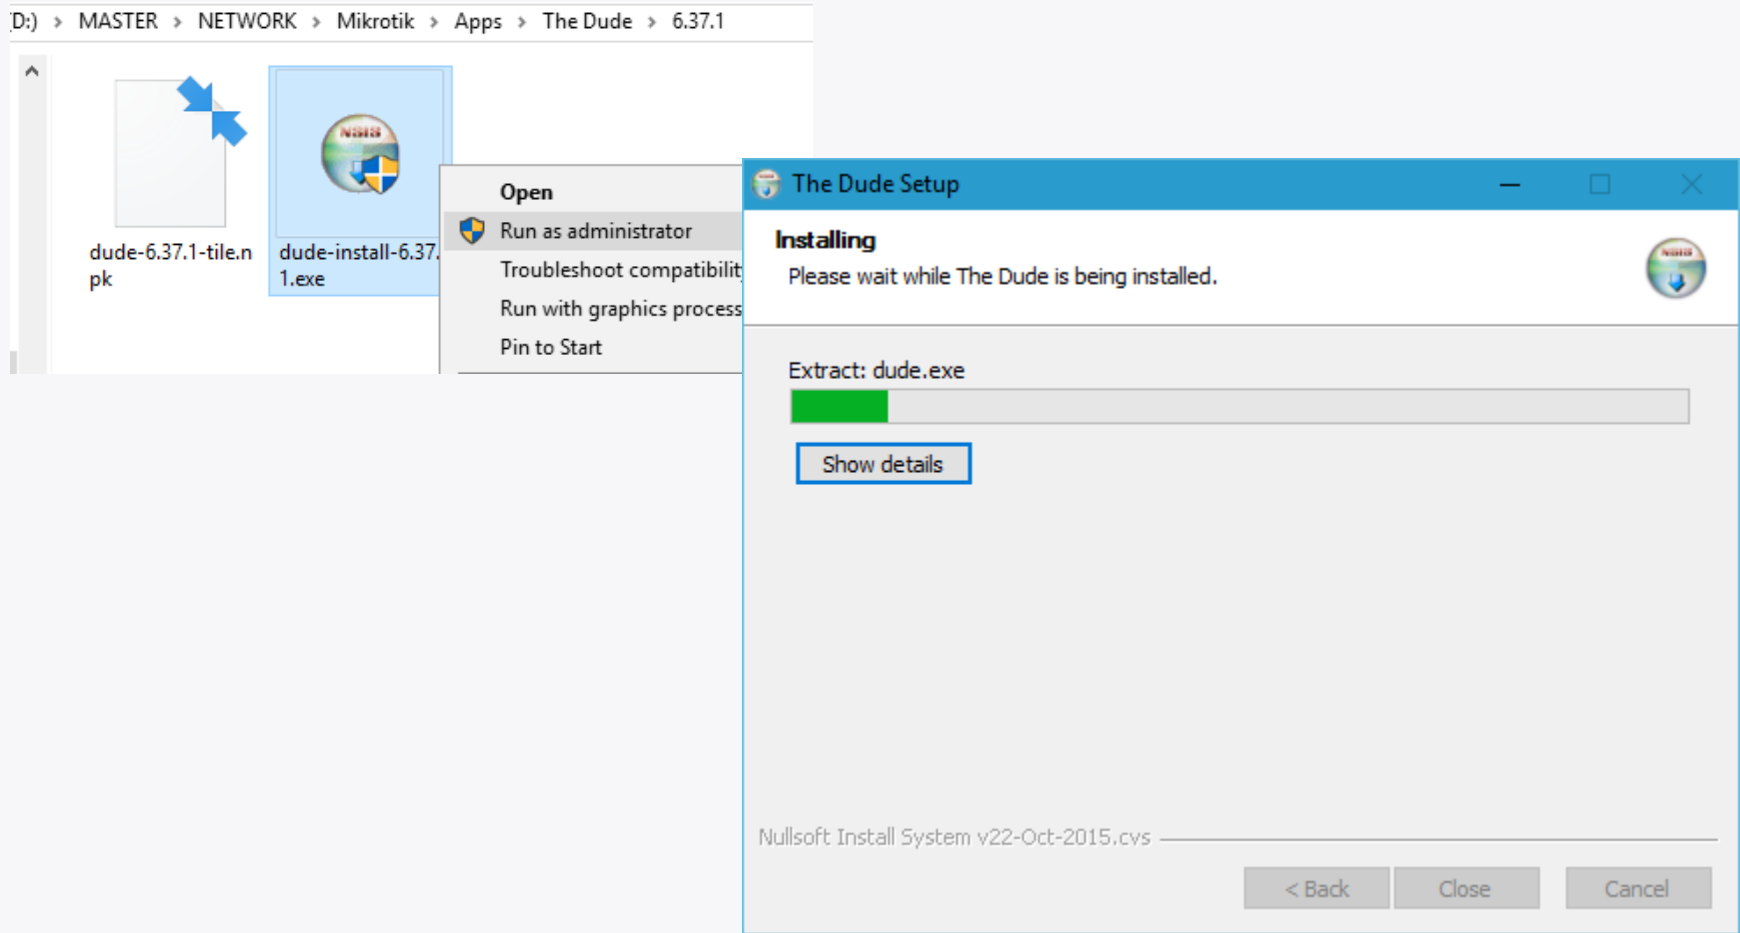 D:) > MASTER > NETWORK > Mikrotik > Apps > The Dude > 6.37.1
NSIS
dude-6.37.1-tile.n
pk
dude-install-6.37.
1.exe
Open
Run as administrator
Troubleshoot compatibility
Run with graphics process
Pin to Start
The Dude Setup
Installing
Please wait while The Dude is being installed.
NSIS
Extract: dude.exe
Show details
Nullsoft Install System v22-Oct-2015.cvs
< Back
Close
Cancel